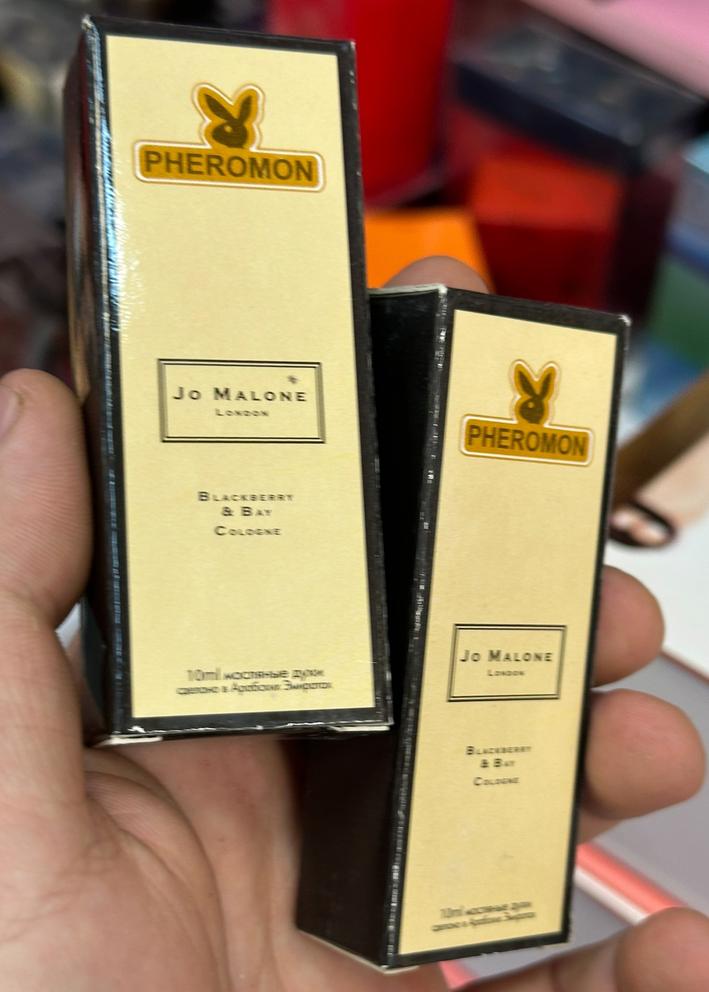 PHEROMON
JO MALONE
LONDON
BLACKBERRY
& BAY
COLOGNE
10ml масляные духи
сделано в Арабских Эмиратах
PHEROMON
JO MALONE
LONDON
BLACKBERRY
& BAY
COLOGNE
10ml масляные духи
сделано в Арабских Эмиратах